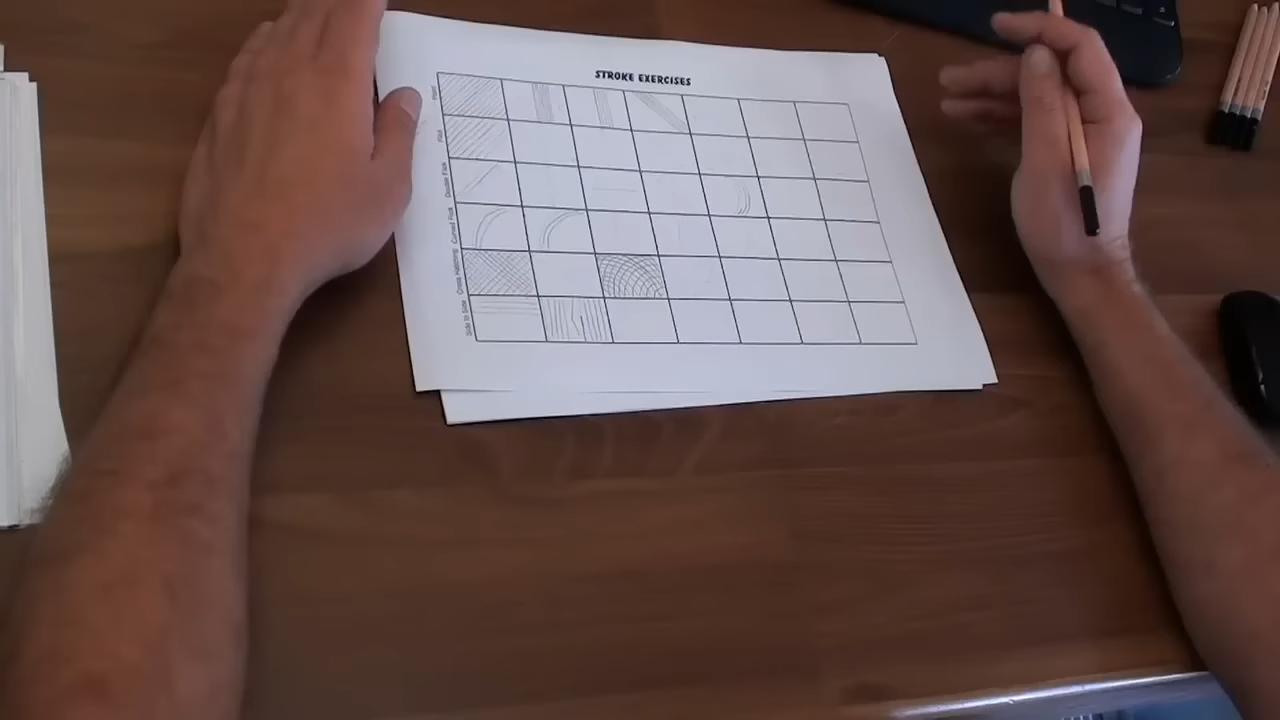 STROKE EXERCISES
Flick
Double Flick
Curved Flick
Cross Hatching
Side to Side